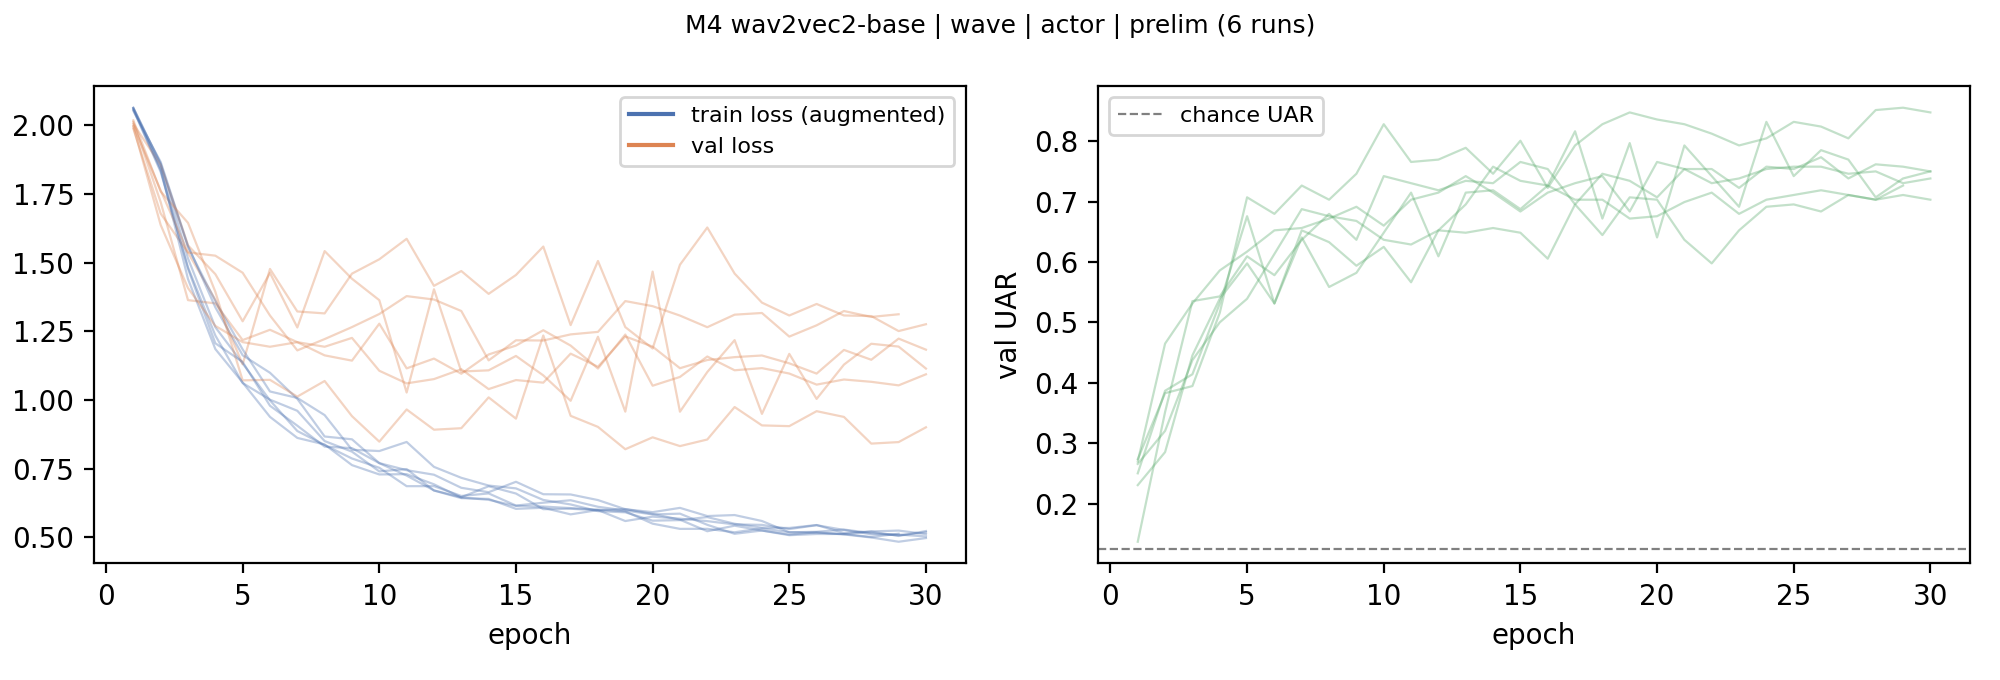 M4 wav2vec2-base | wave | actor | prelim (6 runs)
train loss (augmented)
val loss
2.00
1.75
1.50
1.25
1.00
0.75
0.50
0 5 10 15 20 25 30
epoch
chance UAR
val UAR
0.8
0.7
0.6
0.5
0.4
0.3
0.2
0 5 10 15 20 25 30
epoch